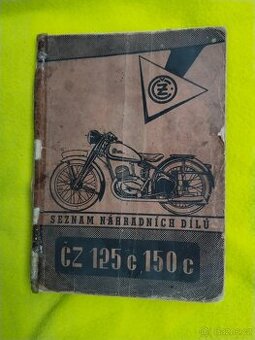 ČZ
SEZNAM NÁHRADNÍCH DÍLŮ
ČZ 125 c, 150 c